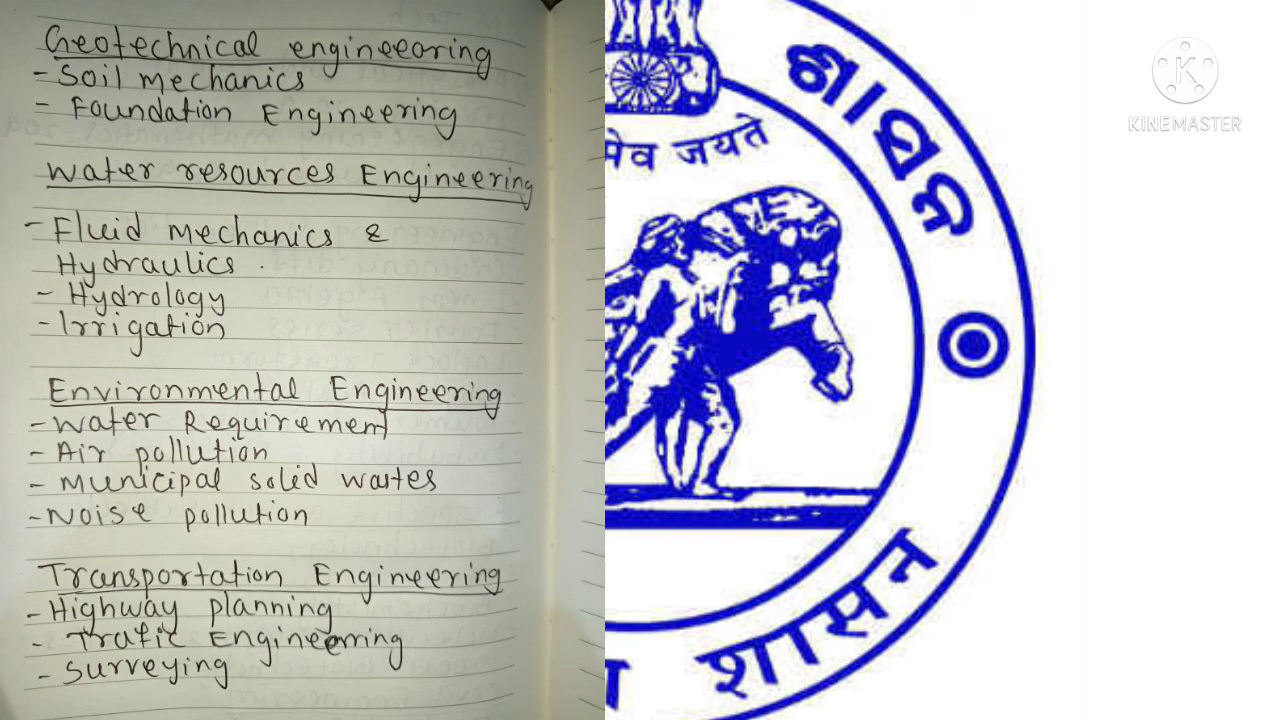 Geotechnical engineering
- Soil mechanics
- Foundation Engineering
Water resources Engineering
- Fluid mechanics &
Hydraulics .
- Hydrology
- Irrigation
Environmental Engineering
- Water Requirement
- Air pollution
- Municipal solid wastes
- Noise pollution
Transportation Engineering
- Highway planning
- Trafic Engineering
- Surveying
ଶାସନ
जयते
शासन
KINEMASTER